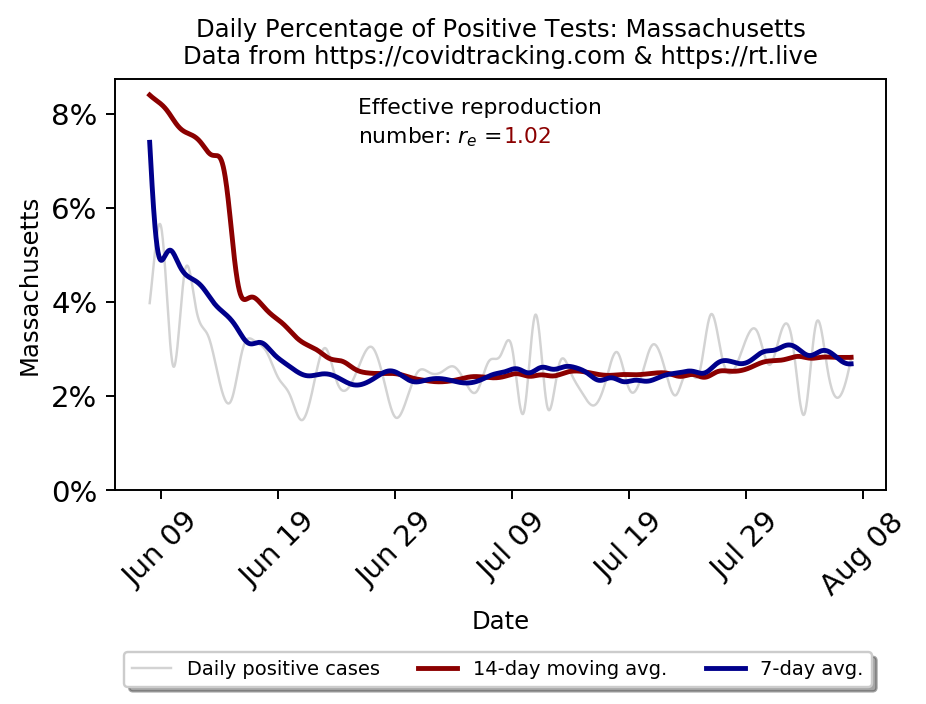 Daily Percentage of Positive Tests: Massachusetts
Data from https://covidtracking.com & https://rt.live
Effective reproduction
number: rₑ =1.02
8%
6%
4%
2%
0%
Massachusetts
Jun 09
Jun 19
Jun 29
Jul 09
Jul 19
Jul 29
Aug 08
Date
Daily positive cases
14-day moving avg.
7-day avg.